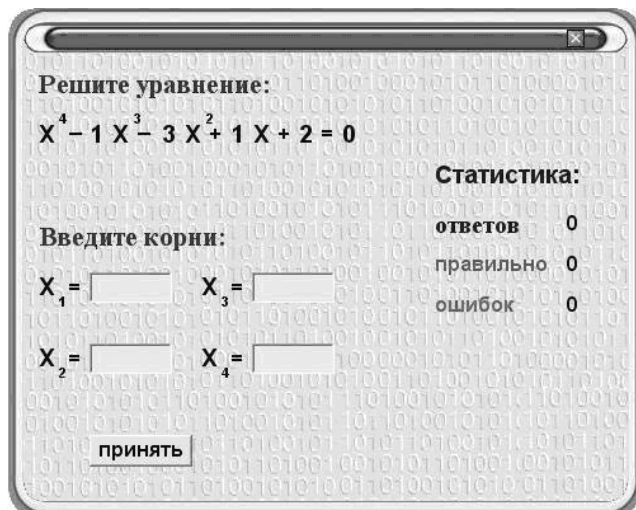 Решите уравнение:
X⁴– 1 X³– 3 X²+ 1 X + 2 = 0
Статистика:
ответов 0
правильно 0
ошибок 0
Введите корни:
X₁= X₃=
X₂= X₄=
принять